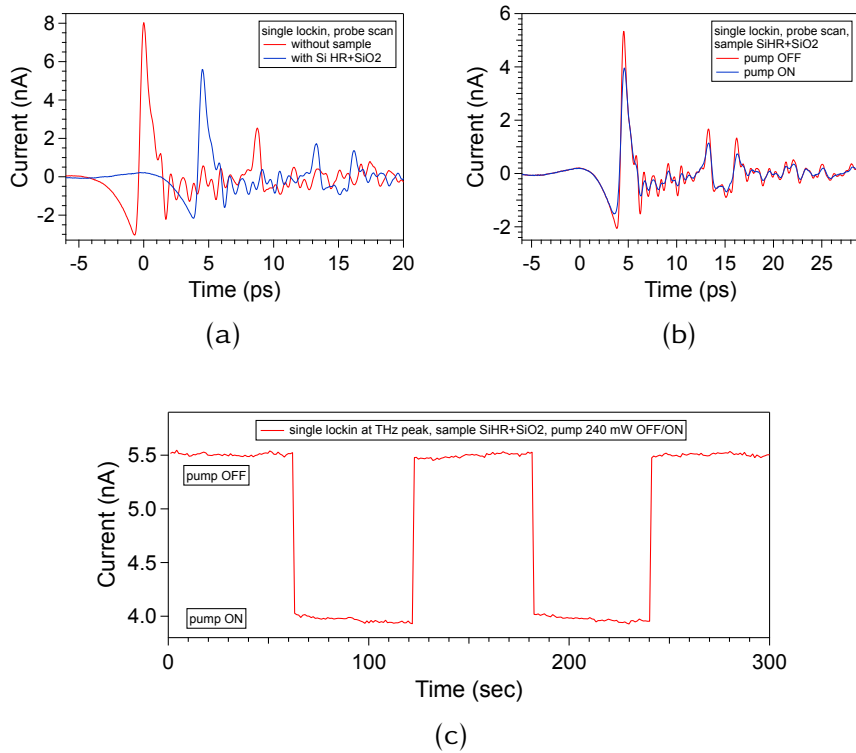 single lockin, probe scan
without sample
with Si HR+SiO2
Current (nA)
8
6
4
2
0
-2
-5
0
5
10
15
20
Time (ps)
(a)
single lockin, probe scan,
sample SiHR+SiO2
pump OFF
pump ON
Current (nA)
6
4
2
0
-2
-5
0
5
10
15
20
25
Time (ps)
(b)
single lockin at THz peak, sample SiHR+SiO2, pump 240 mW OFF/ON
pump OFF
pump ON
Current (nA)
5.5
5.0
4.5
4.0
0
100
200
300
Time (sec)
(c)